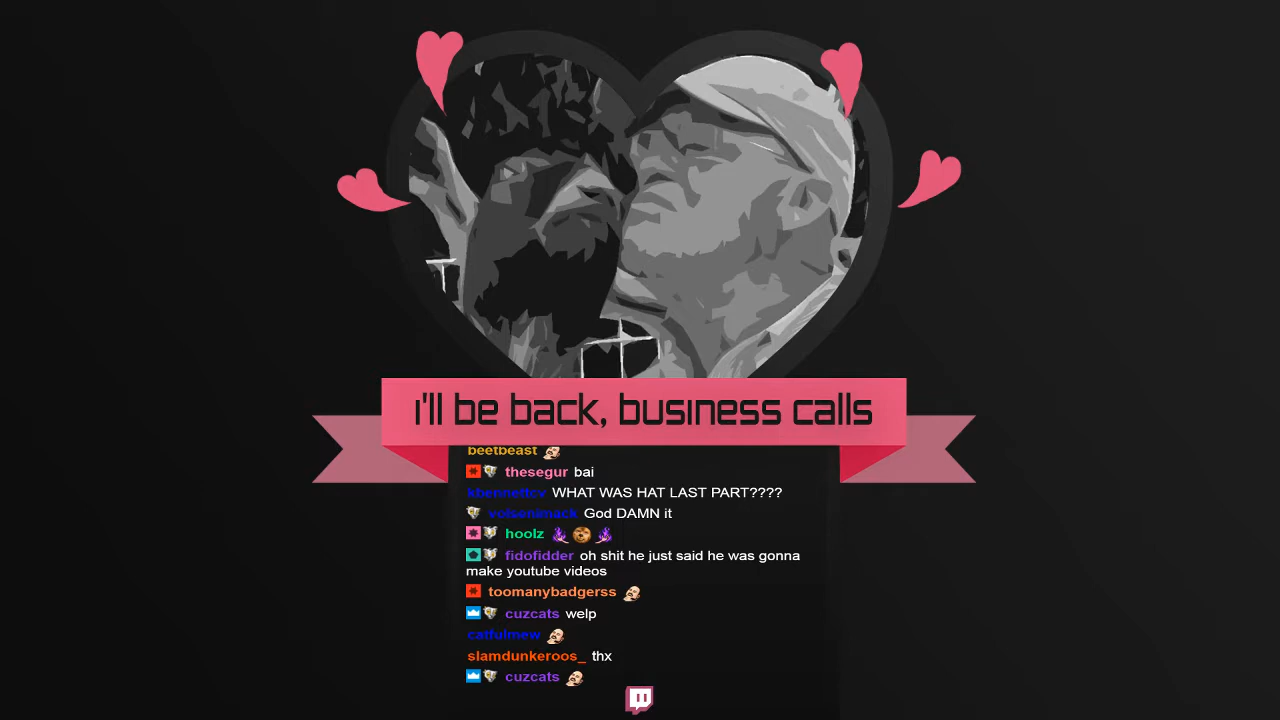 i'll be back, business calls
beetbeast
thesegur bai
kbennettcv WHAT WAS HAT LAST PART????
volsenimack God DAMN it
hoolz
fidofidder oh shit he just said he was gonna
make youtube videos
toomanybadgerss
cuzcats welp
catfulmew
slamdunkeroos_ thx
cuzcats